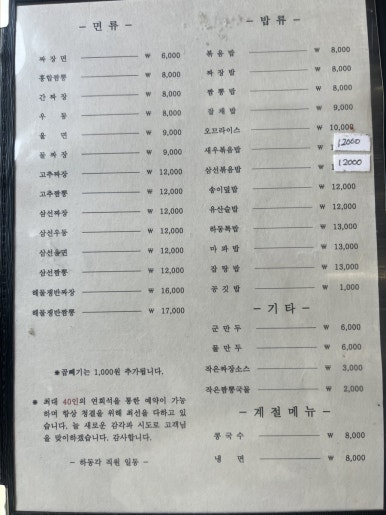 - 면 류 -
짜 장 면 ₩ 6,000
홍합짬뽕 ₩ 8,000
간 짜 장 ₩ 8,000
우 동 ₩ 8,000
울 면 ₩ 9,000
물 짜 장 ₩ 9,000
고추짜장 ₩ 12,000
고추짬뽕 ₩ 12,000
삼선짜장 ₩ 12,000
삼선우동 ₩ 12,000
삼선울면 ₩ 12,000
삼선짬뽕 ₩ 12,000
해물쟁반짜장 ₩ 16,000
해물쟁반짬뽕 ₩ 17,000
※곱빼기는 1,000원 추가됩니다.
※ 최대 40인의 연회석을 통한 예약이 가능
하며 항상 청결을 위해 최선을 다하고 있
습니다. 늘 새로운 감각과 시도로 고객님
을 맞이하겠습니다. 감사합니다.
- 하동각 직원 일동 -
- 밥 류 -
볶 음 밥 ₩ 8,000
짜 장 밥 ₩ 8,000
짬 뽕 밥 ₩ 8,000
잡 채 밥 ₩ 9,000
오므라이스 ₩ 10,000
새우볶음밥 ₩ 12000
삼선볶음밥 ₩ 12000
송이덮밥 ₩ 12,000
유산슬밥 ₩ 12,000
하동특밥 ₩ 13,000
마 파 밥 ₩ 13,000
잡 탕 밥 ₩ 13,000
공 깃 밥 ₩ 1,000
- 기 타 -
군 만 두 ₩ 6,000
물 만 두 ₩ 6,000
작은짜장소스 ₩ 3,000
작은짬뽕국물 ₩ 2,000
- 계 절 메 뉴 -
콩 국 수 ₩ 8,000
냉 면 ₩ 8,000